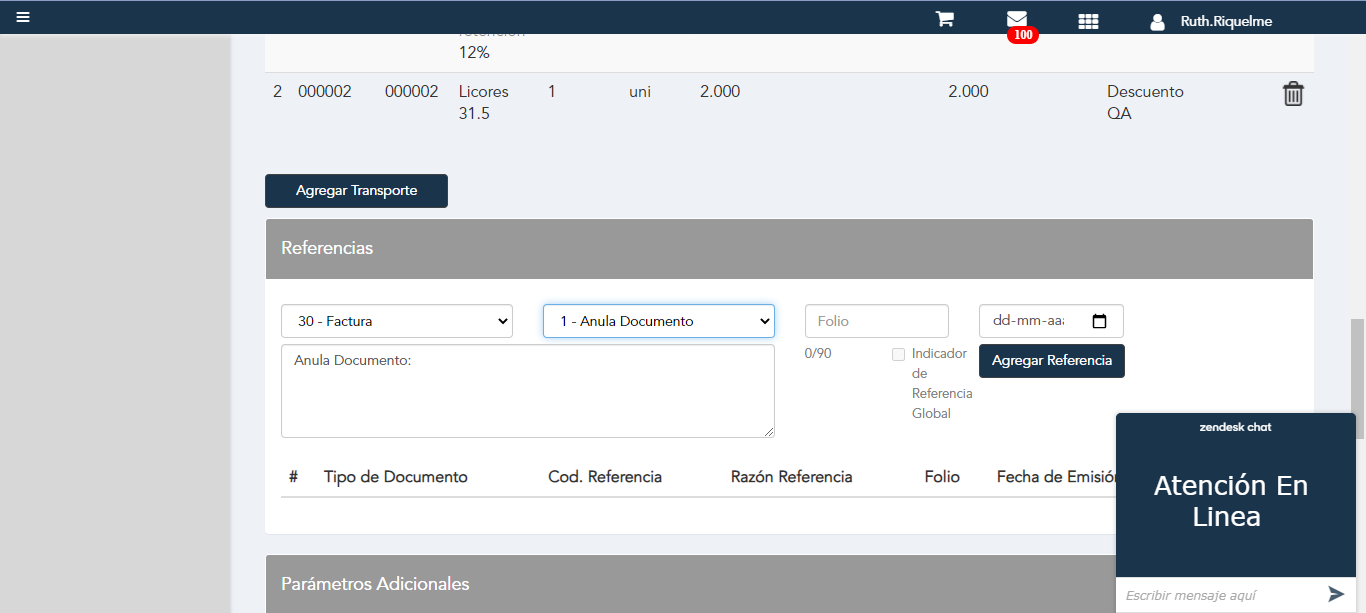 Ruth.Riquelme
100
retención
12%
2 000002 000002 Licores 1 uni 2.000 2.000 Descuento
31.5 QA
Agregar Transporte
Referencias
30 - Factura 1 - Anula Documento Folio dd-mm-aaa
Anula Documento: 0/90 Indicador Agregar Referencia
de
Referencia
Global
# Tipo de Documento Cod. Referencia Razón Referencia Folio Fecha de Emisión
Parámetros Adicionales
zendesk chat
Atención En
Linea
Escribir mensaje aquí